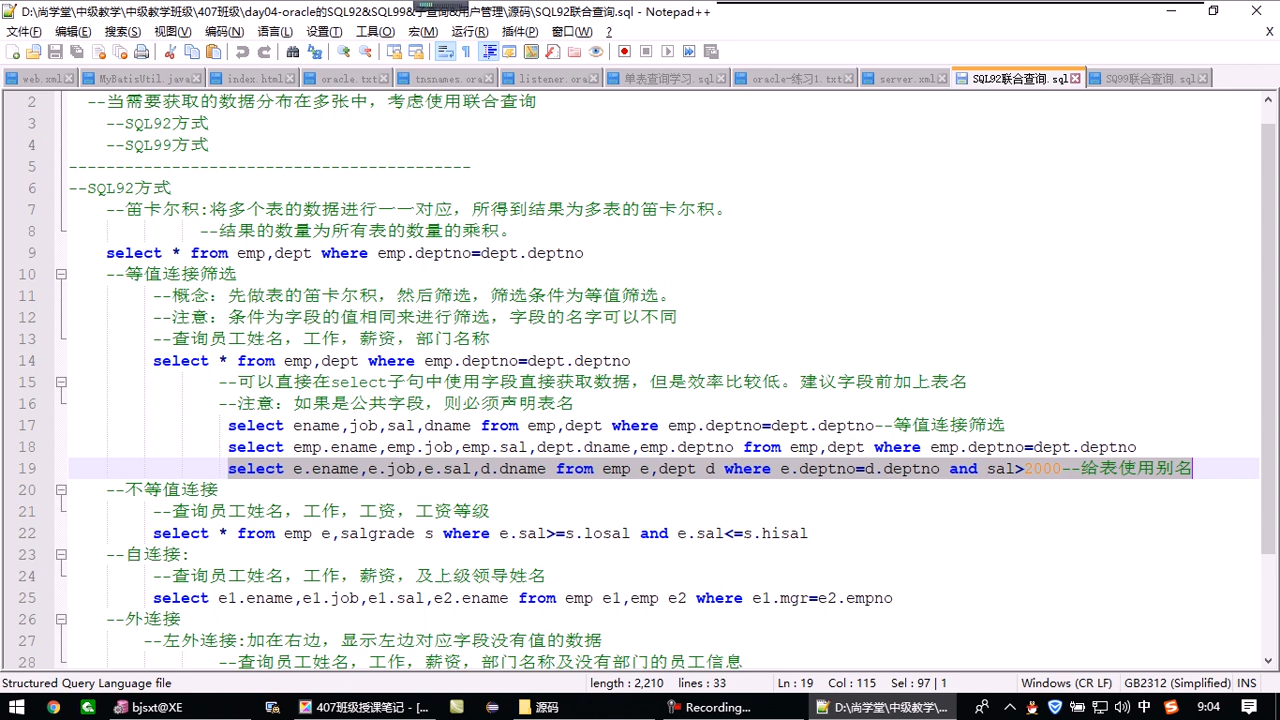 D:\尚学堂\中级教学\中级教学班级\407班级\day04-oracle的SQL92&SQL99&子查询&用户管理\源码\SQL92联合查询.sql - Notepad++
文件(F) 编辑(E) 搜索(S) 视图(V) 编码(N) 语言(L) 设置(T) 工具(O) 宏(M) 运行(R) 插件(P) 窗口(W) ? X
web.xml MyBatisUtil.java index.html oracle.txt tnsnames.ora listener.ora 单表查询学习.sql oracle练习1.txt server.xml SQL92联合查询.sql SQ99联合查询.sql
2 --当需要获取的数据分布在多张中，考虑使用联合查询
3 --SQL92方式
4 --SQL99方式
5 -------------------------------------------
6 --SQL92方式
7 --笛卡尔积:将多个表的数据进行一一对应，所得到结果为多表的笛卡尔积。
8 --结果的数量为所有表的数量的乘积。
9 select * from emp,dept where emp.deptno=dept.deptno
10 --等值连接筛选
11 --概念：先做表的笛卡尔积，然后筛选，筛选条件为等值筛选。
12 --注意：条件为字段的值相同来进行筛选，字段的名字可以不同
13 --查询员工姓名，工作，薪资，部门名称
14 select * from emp,dept where emp.deptno=dept.deptno
15 --可以直接在select子句中使用字段直接获取数据，但是效率比较低。建议字段前加上表名
16 --注意：如果是公共字段，则必须声明表名
17 select ename,job,sal,dname from emp,dept where emp.deptno=dept.deptno--等值连接筛选
18 select emp.ename,emp.job,emp.sal,dept.dname,emp.deptno from emp,dept where emp.deptno=dept.deptno
19 select e.ename,e.job,e.sal,d.dname from emp e,dept d where e.deptno=d.deptno and sal>2000--给表使用别名
20 --不等值连接
21 --查询员工姓名，工作，工资，工资等级
22 select * from emp e,salgrade s where e.sal>=s.losal and e.sal<=s.hisal
23 --自连接:
24 --查询员工姓名，工作，薪资，及上级领导姓名
25 select e1.ename,e1.job,e1.sal,e2.ename from emp e1,emp e2 where e1.mgr=e2.empno
26 --外连接
27 --左外连接:加在右边，显示左边对应字段没有值的数据
28 --查询员工姓名，工作，薪资，部门名称及没有部门的员工信息
Structured Query Language file length : 2,210 lines : 33 Ln : 19 Col : 115 Sel : 97 | 1 Windows (CR LF) GB2312 (Simplified) INS
bjsxt@XE 407班级授课笔记 - [... 源码 Recording... D:\尚学堂\中级教学\... 中 9:04